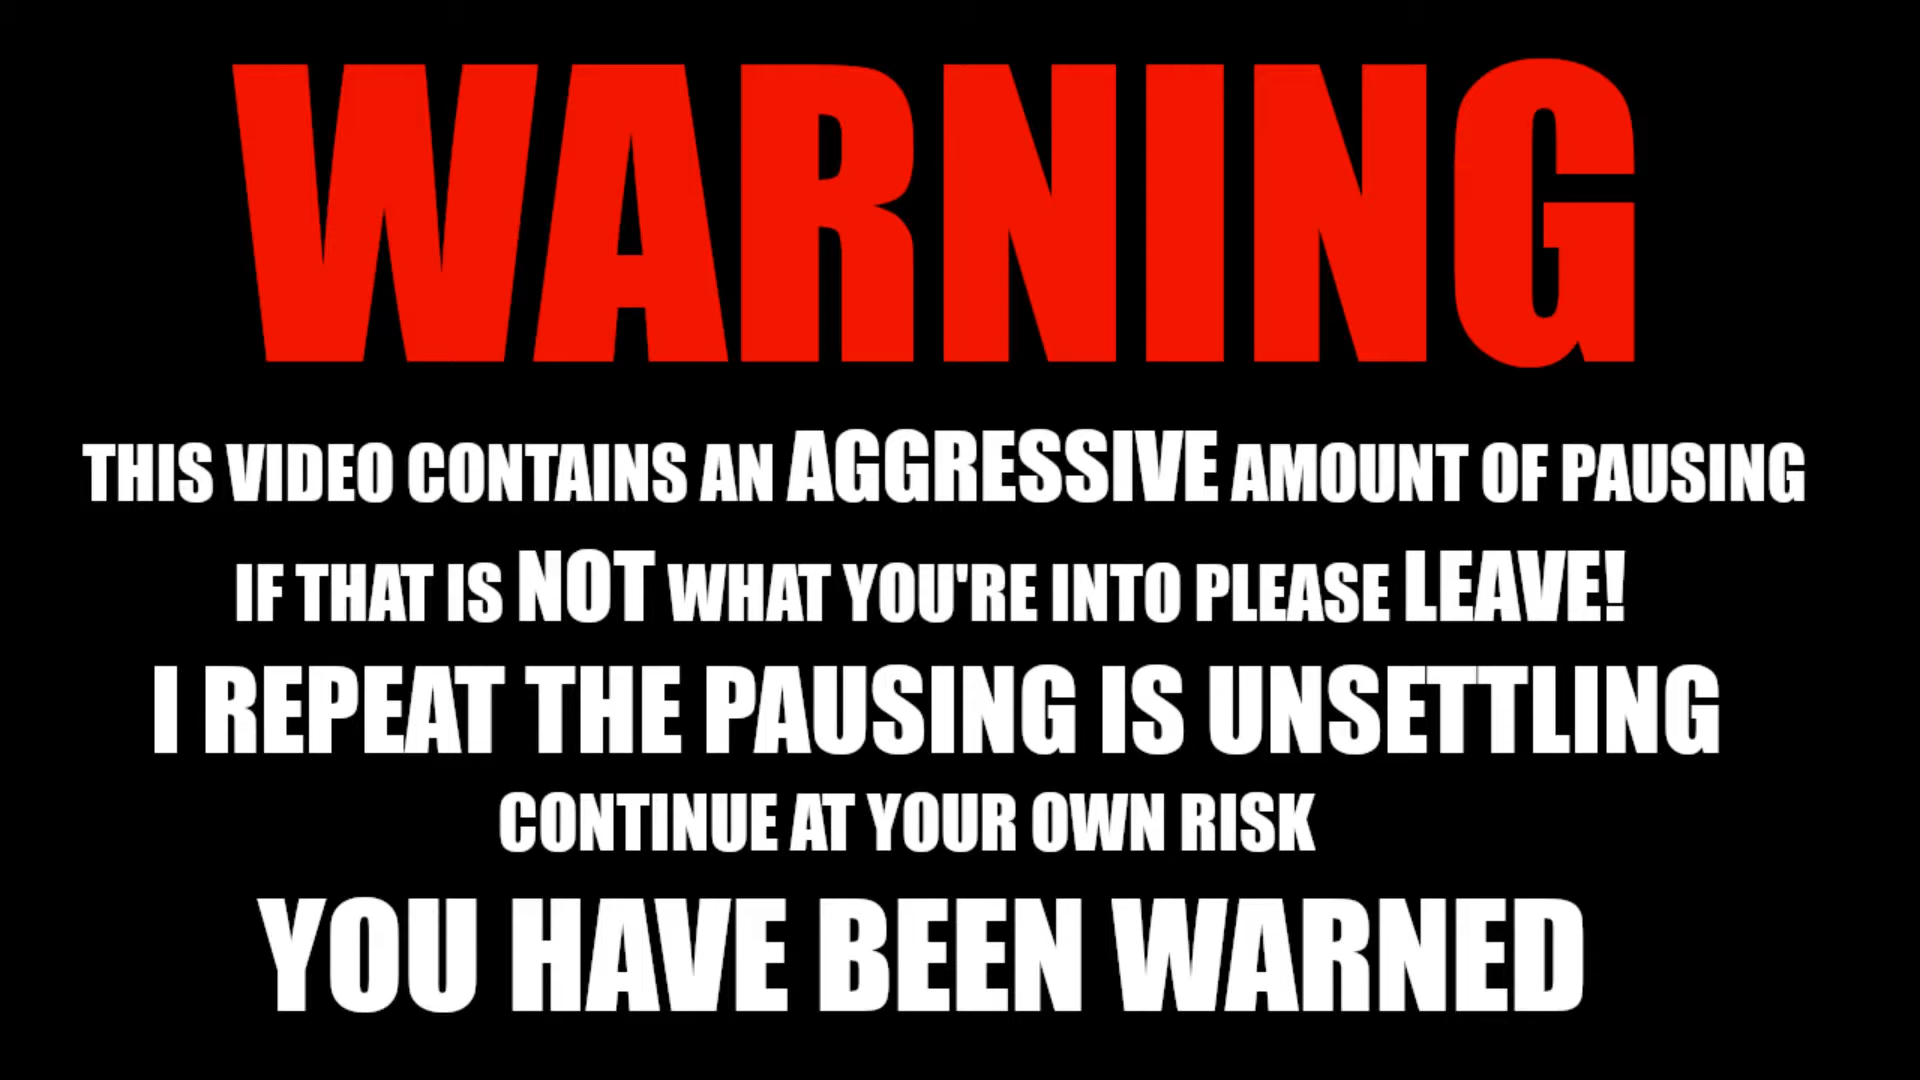 WARNING
THIS VIDEO CONTAINS AN AGGRESSIVE AMOUNT OF PAUSING
IF THAT IS NOT WHAT YOU'RE INTO PLEASE LEAVE!
I REPEAT THE PAUSING IS UNSETTLING
CONTINUE AT YOUR OWN RISK
YOU HAVE BEEN WARNED